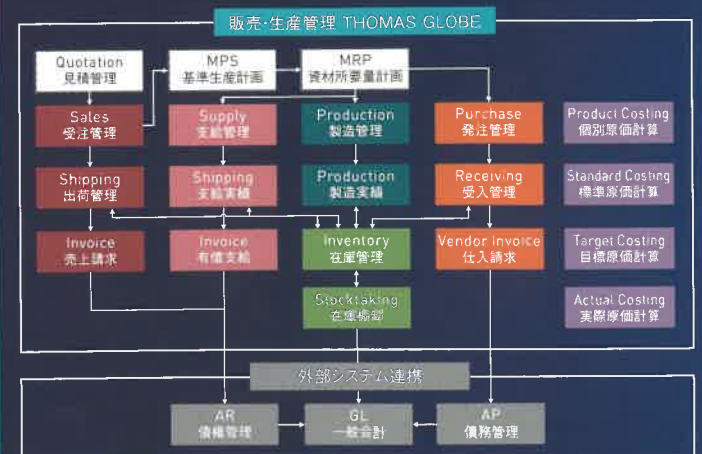 販売・生産管理 THOMAS GLOBE
Quotation
見積管理
MPS
基準生産計画
MRP
資材所要量計画
Sales
受注管理
Supply
支給管理
Production
製造管理
Purchase
発注管理
Product Costing
個別原価計算
Shipping
出荷管理
Shipping
支給実績
Production
製造実績
Receiving
受入管理
Standard Costing
標準原価計算
Invoice
売上請求
Invoice
有償支給
Inventory
在庫管理
Vendor Invoice
仕入請求
Target Costing
目標原価計算
Stocktaking
在庫棚卸
Actual Costing
実際原価計算
外部システム連携
AR
債権管理
GL
一般会計
AP
債務管理